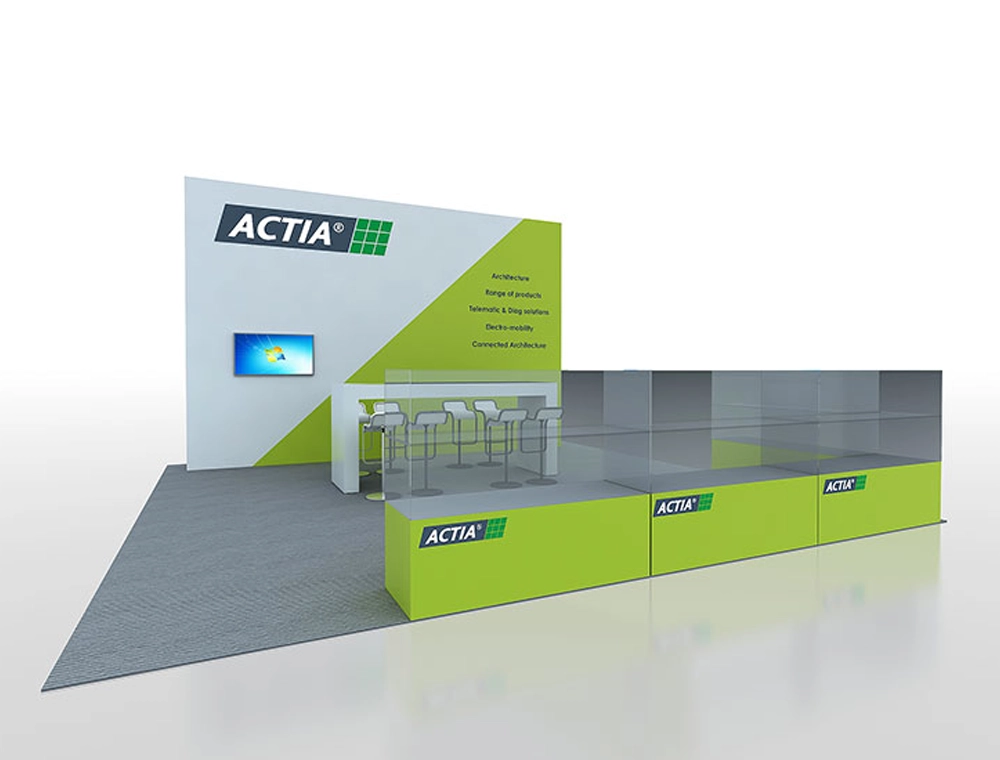 ACTIA®
Architecture
Range of products
Telematic & Diag solutions
Electro-mobility
Connected Architecture
ACTIA®
ACTIA®
ACTIA®